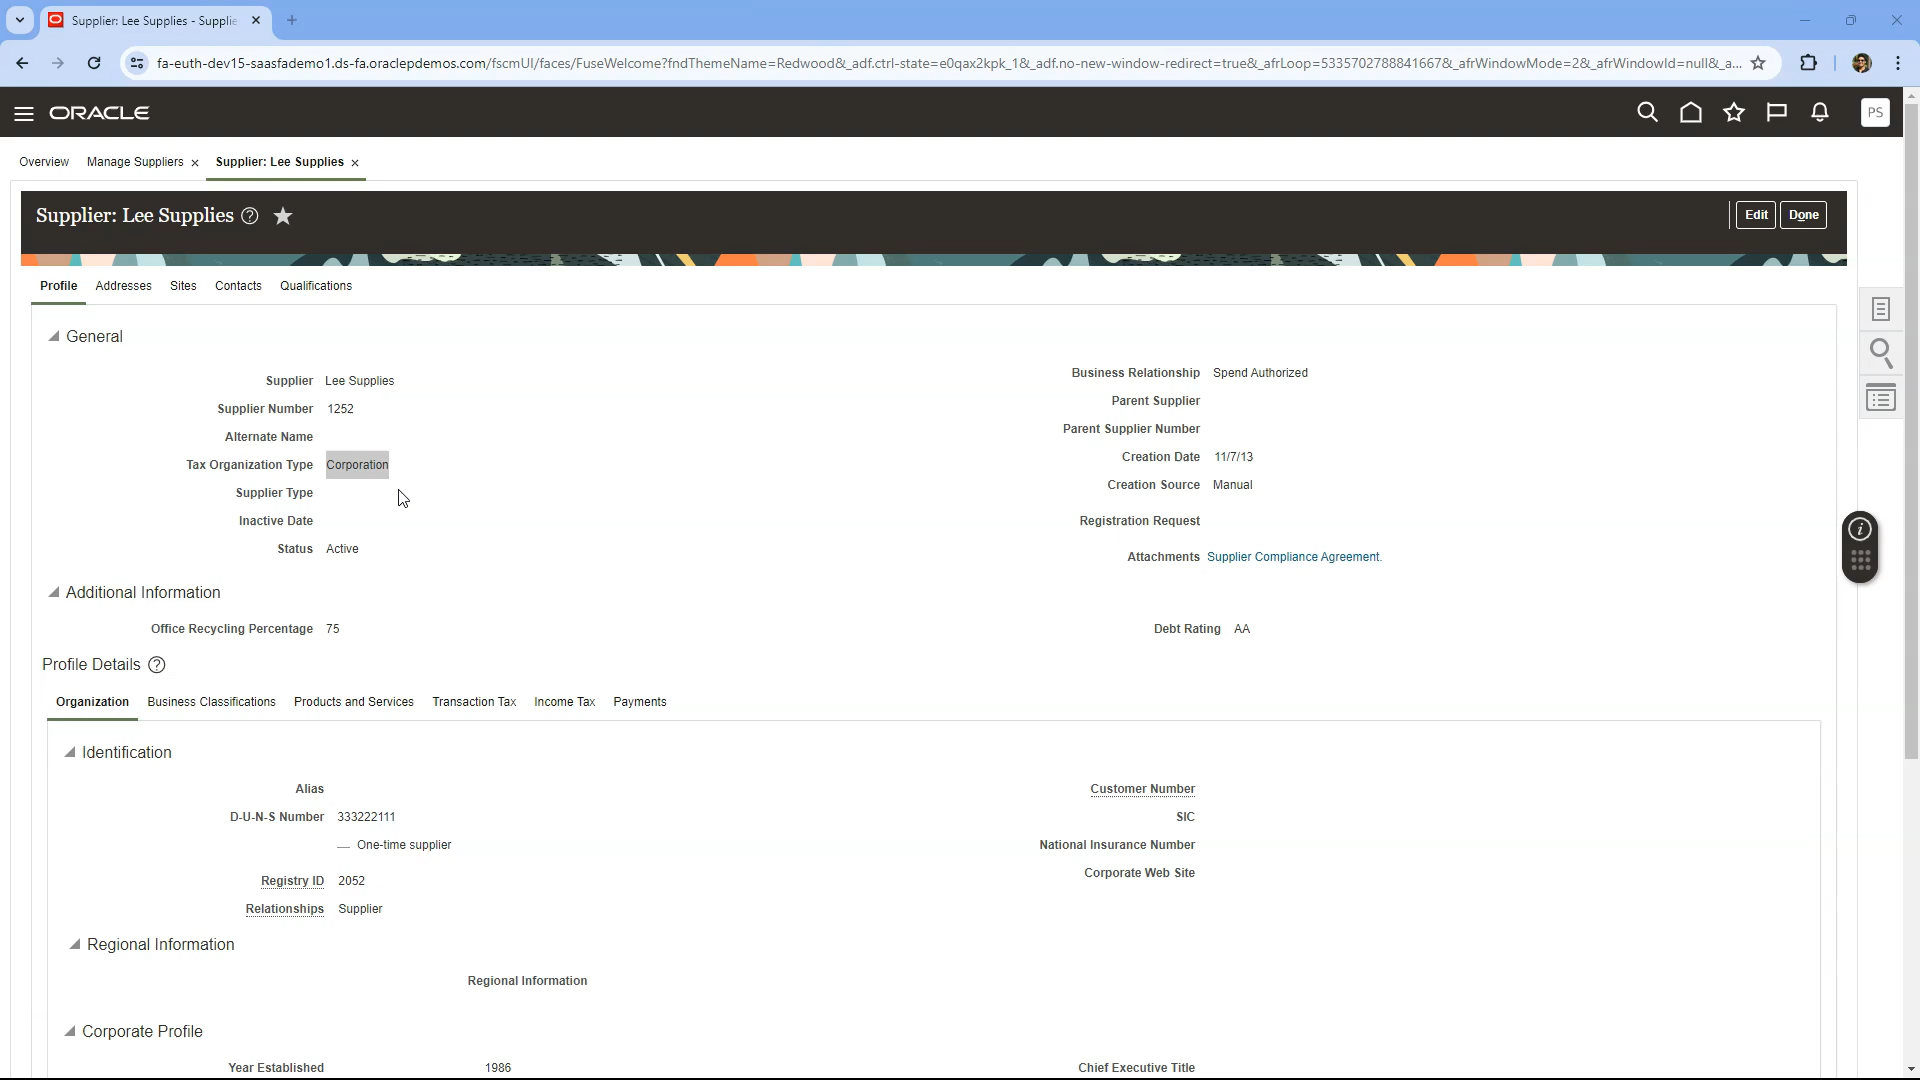 Supplier: Lee Supplies - Supplie
fa-euth-dev15-saasfademo1.ds-fa.oraclepdemos.com/fscmUI/faces/FuseWelcome?fndThemeName=Redwood&_adf.ctrl-state=e0qax2kpk_1&_adf.no-new-window-redirect=true&_afrLoop=5335702788841667&_afrWindowMode=2&_afrWindowId=null&_a...
ORACLE
PS
Overview Manage Suppliers Supplier: Lee Supplies
Supplier: Lee Supplies
Edit Done
Profile Addresses Sites Contacts Qualifications
General
Supplier Lee Supplies
Business Relationship Spend Authorized
Supplier Number 1252
Parent Supplier
Alternate Name
Parent Supplier Number
Tax Organization Type Corporation
Creation Date 11/7/13
Supplier Type
Creation Source Manual
Inactive Date
Registration Request
Status Active
Attachments Supplier Compliance Agreement.
Additional Information
Office Recycling Percentage 75
Debt Rating AA
Profile Details
Organization Business Classifications Products and Services Transaction Tax Income Tax Payments
Identification
Alias
Customer Number
D-U-N-S Number 333222111
SIC
One-time supplier
National Insurance Number
Registry ID 2052
Corporate Web Site
Relationships Supplier
Regional Information
Regional Information
Corporate Profile
Year Established 1986
Chief Executive Title